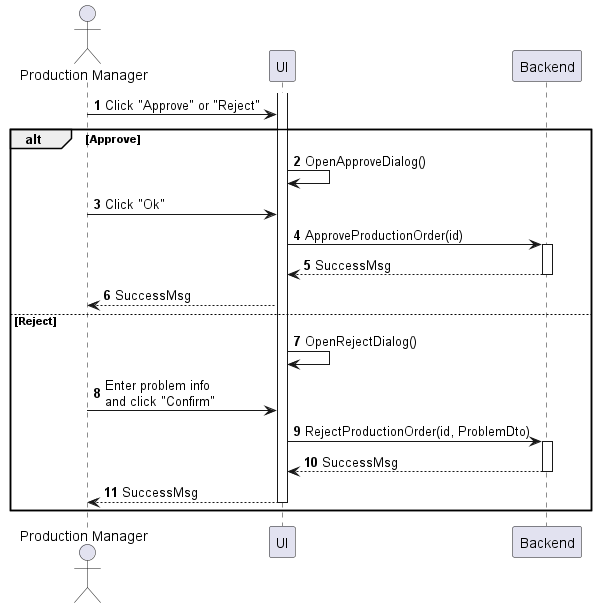 Production Manager
UI
Backend
1 Click "Approve" or "Reject"
alt [Approve]
2 OpenApproveDialog()
3 Click "Ok"
4 ApproveProductionOrder(id)
5 SuccessMsg
6 SuccessMsg
[Reject]
7 OpenRejectDialog()
8 Enter problem info
and click "Confirm"
9 RejectProductionOrder(id, ProblemDto)
10 SuccessMsg
11 SuccessMsg
Production Manager
UI
Backend